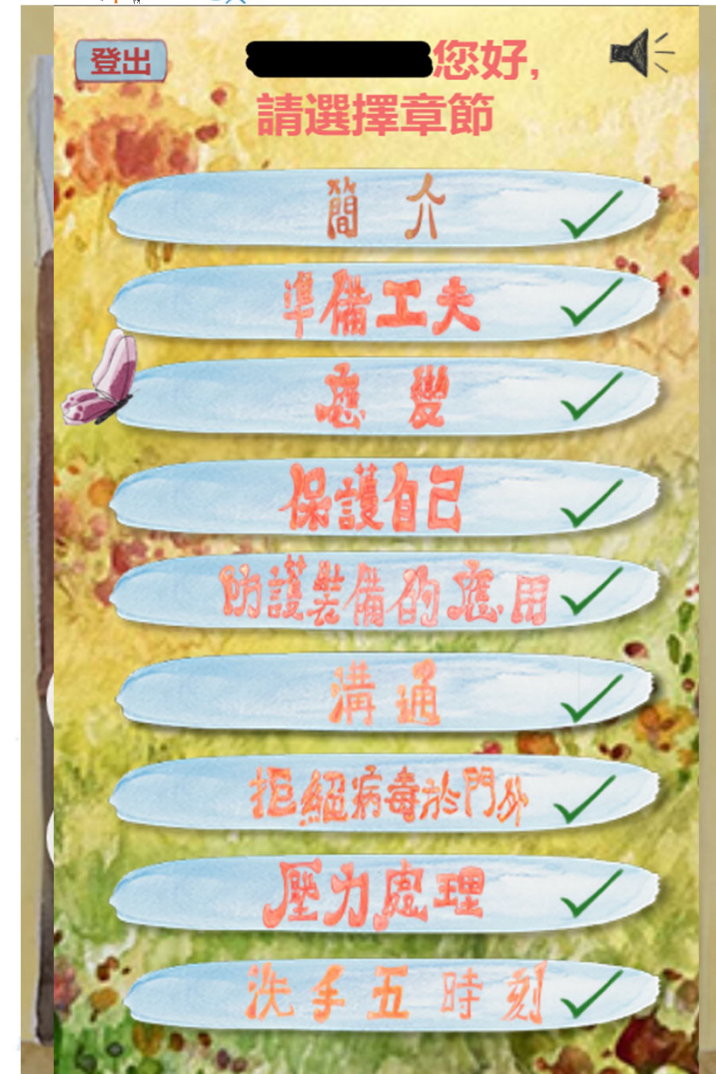 登出
您好,
請選擇章節
簡介
準備工夫
應變
保護自己
防護裝備的應用
溝通
拒絕病毒於門外
壓力處理
洗手五時刻